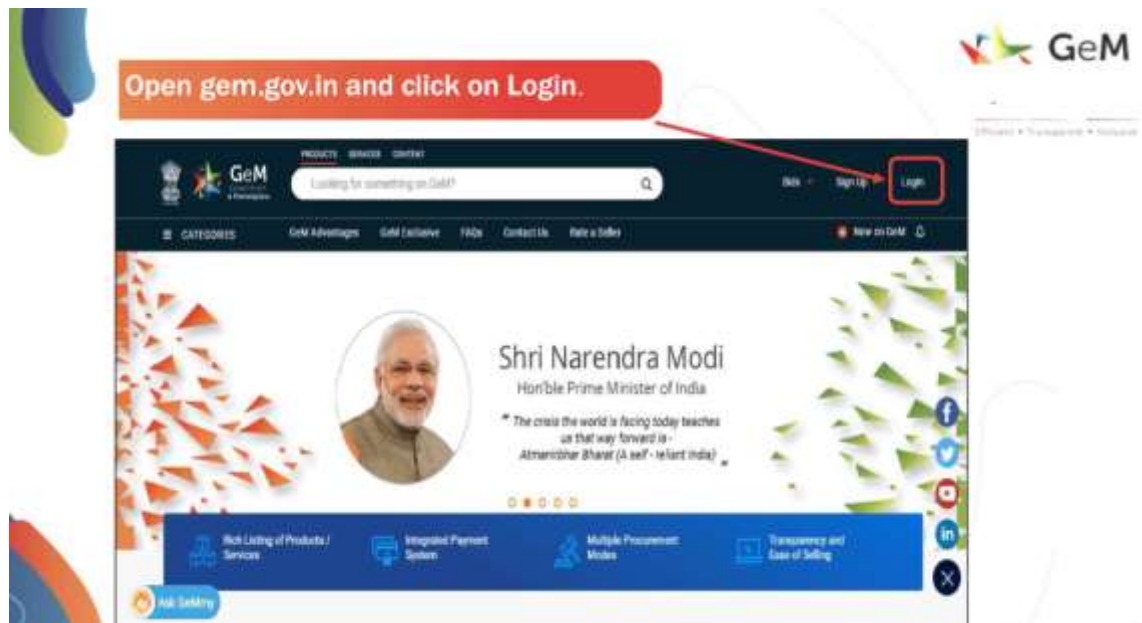 GeM
Open gem.gov.in and click on Login.
Efficient • Transparent • Inclusive
PRODUCTS SERVICES CONTENT
GeM
Looking for something on GeM?
Bids
Sign Up
Login
CATEGORIES
GeM Advantages
GeM Exclusive
FAQs
Contact Us
Rate a Seller
New on GeM
Shri Narendra Modi
Hon'ble Prime Minister of India
" The crisis the world is facing today teaches
us that way forward is -
Atmanirbhar Bharat (A self - reliant India) "
Rich Listing of Products /
Services
Integrated Payment
System
Multiple Procurement
Modes
Transparency and
Ease of Selling
Ask GeMmy